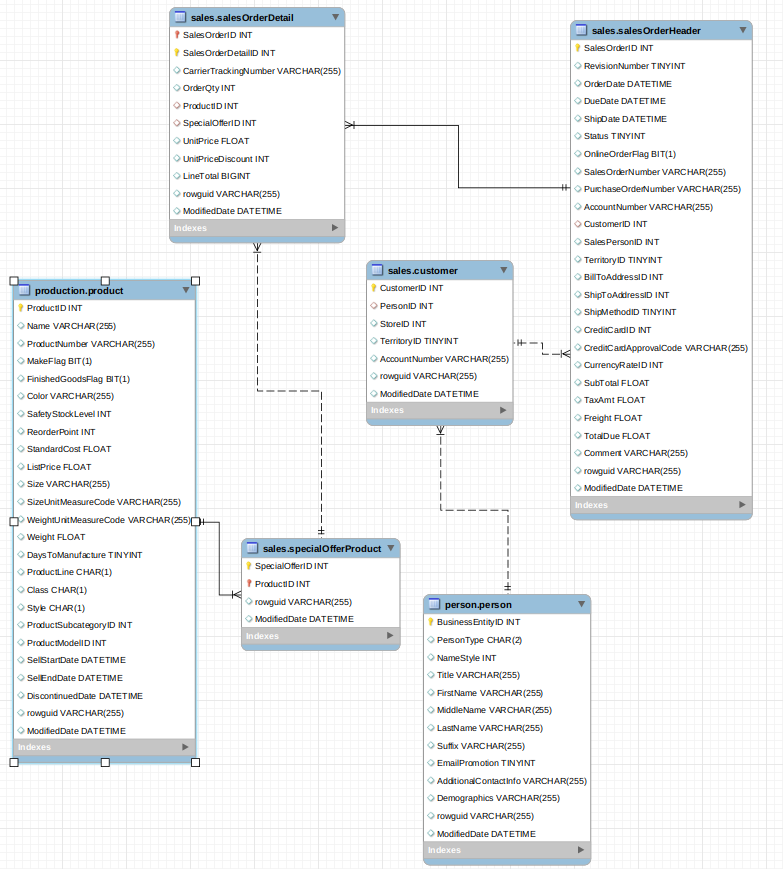 sales.salesOrderDetail
SalesOrderID INT
SalesOrderDetailID INT
CarrierTrackingNumber VARCHAR(255)
OrderQty INT
ProductID INT
SpecialOfferID INT
UnitPrice FLOAT
UnitPriceDiscount INT
LineTotal BIGINT
rowguid VARCHAR(255)
ModifiedDate DATETIME
Indexes
sales.salesOrderHeader
SalesOrderID INT
RevisionNumber TINYINT
OrderDate DATETIME
DueDate DATETIME
ShipDate DATETIME
Status TINYINT
OnlineOrderFlag BIT(1)
SalesOrderNumber VARCHAR(255)
PurchaseOrderNumber VARCHAR(255)
AccountNumber VARCHAR(255)
CustomerID INT
SalesPersonID INT
TerritoryID TINYINT
BillToAddressID INT
ShipToAddressID INT
ShipMethodID TINYINT
CreditCardID INT
CreditCardApprovalCode VARCHAR(255)
CurrencyRateID INT
SubTotal FLOAT
TaxAmt FLOAT
Freight FLOAT
TotalDue FLOAT
Comment VARCHAR(255)
rowguid VARCHAR(255)
ModifiedDate DATETIME
Indexes
sales.customer
CustomerID INT
PersonID INT
StoreID INT
TerritoryID TINYINT
AccountNumber VARCHAR(255)
rowguid VARCHAR(255)
ModifiedDate DATETIME
Indexes
production.product
ProductID INT
Name VARCHAR(255)
ProductNumber VARCHAR(255)
MakeFlag BIT(1)
FinishedGoodsFlag BIT(1)
Color VARCHAR(255)
SafetyStockLevel INT
ReorderPoint INT
StandardCost FLOAT
ListPrice FLOAT
Size VARCHAR(255)
SizeUnitMeasureCode VARCHAR(255)
WeightUnitMeasureCode VARCHAR(255)
Weight FLOAT
DaysToManufacture TINYINT
ProductLine CHAR(1)
Class CHAR(1)
Style CHAR(1)
ProductSubcategoryID INT
ProductModelID INT
SellStartDate DATETIME
SellEndDate DATETIME
DiscontinuedDate DATETIME
rowguid VARCHAR(255)
ModifiedDate DATETIME
Indexes
sales.specialOfferProduct
SpecialOfferID INT
ProductID INT
rowguid VARCHAR(255)
ModifiedDate DATETIME
Indexes
person.person
BusinessEntityID INT
PersonType CHAR(2)
NameStyle INT
Title VARCHAR(255)
FirstName VARCHAR(255)
MiddleName VARCHAR(255)
LastName VARCHAR(255)
Suffix VARCHAR(255)
EmailPromotion TINYINT
AdditionalContactInfo VARCHAR(255)
Demographics VARCHAR(255)
rowguid VARCHAR(255)
ModifiedDate DATETIME
Indexes